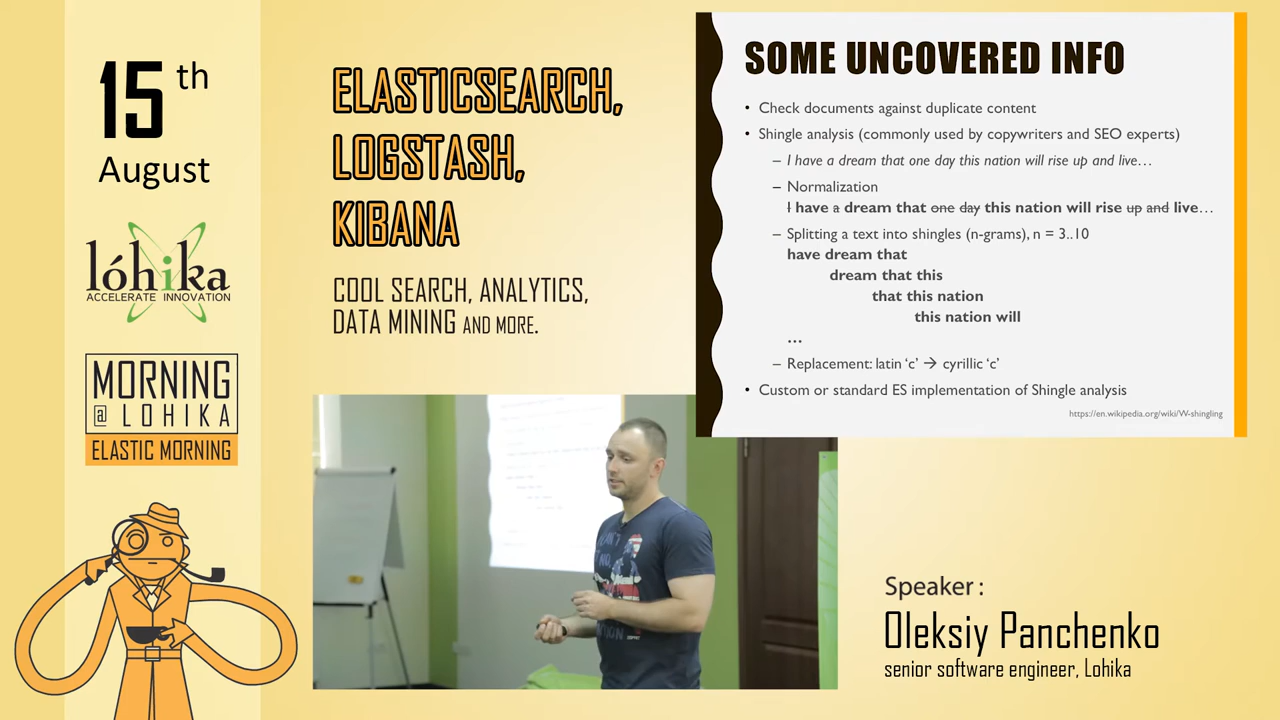 15 th
August
lóhika
ACCELERATE INNOVATION
MORNING
@ LOHIKA
ELASTIC MORNING
ELASTICSEARCH,
LOGSTASH,
KIBANA
COOL SEARCH, ANALYTICS,
DATA MINING AND MORE.
SOME UNCOVERED INFO
• Check documents against duplicate content
• Shingle analysis (commonly used by copywriters and SEO experts)
– I have a dream that one day this nation will rise up and live…
– Normalization
I have a dream that one day this nation will rise up and live…
– Splitting a text into shingles (n-grams), n = 3..10
have dream that
dream that this
that this nation
this nation will
…
– Replacement: latin ‘c’ → cyrillic ‘c’
• Custom or standard ES implementation of Shingle analysis
https://en.wikipedia.org/wiki/W-shingling
Speaker :
Oleksiy Panchenko
senior software engineer, Lohika